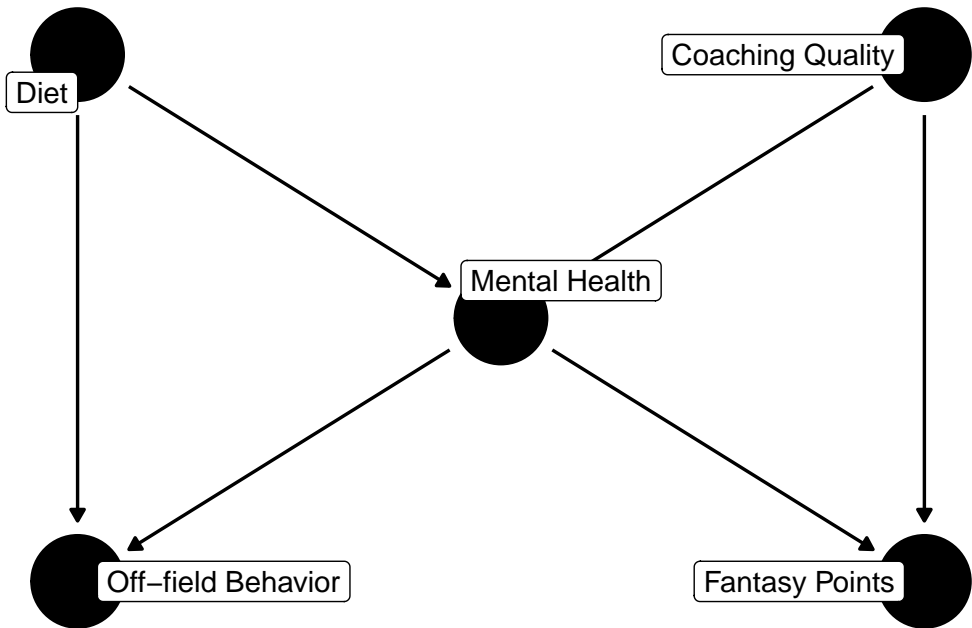 Coaching Quality
Diet
Mental Health
Off−field Behavior
Fantasy Points